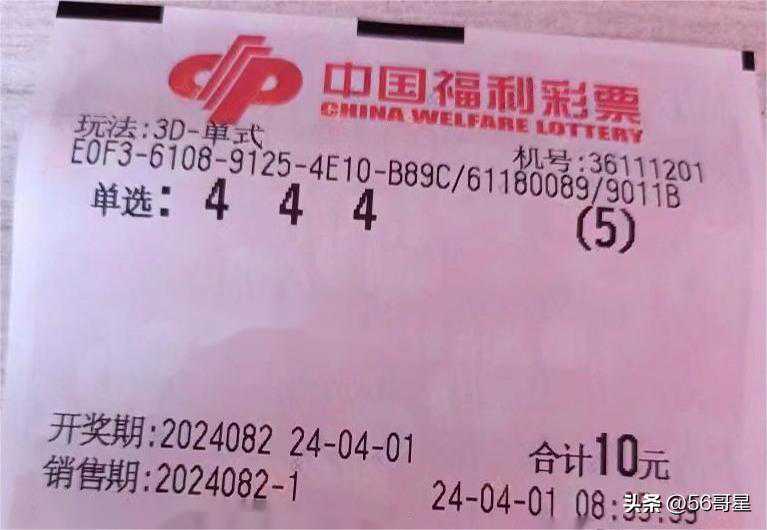 中国福利彩票
CHINA WELFARE LOTTERY
玩法:3D-单式
机号:36111201
E0F3-6108-9125-4E10-B89C/61180089/9011B
单选: 4 4 4 (5)
开奖期:2024082 24-04-01
合计10元
销售期:2024082-1
24-04-01 08:
头条 @56哥星